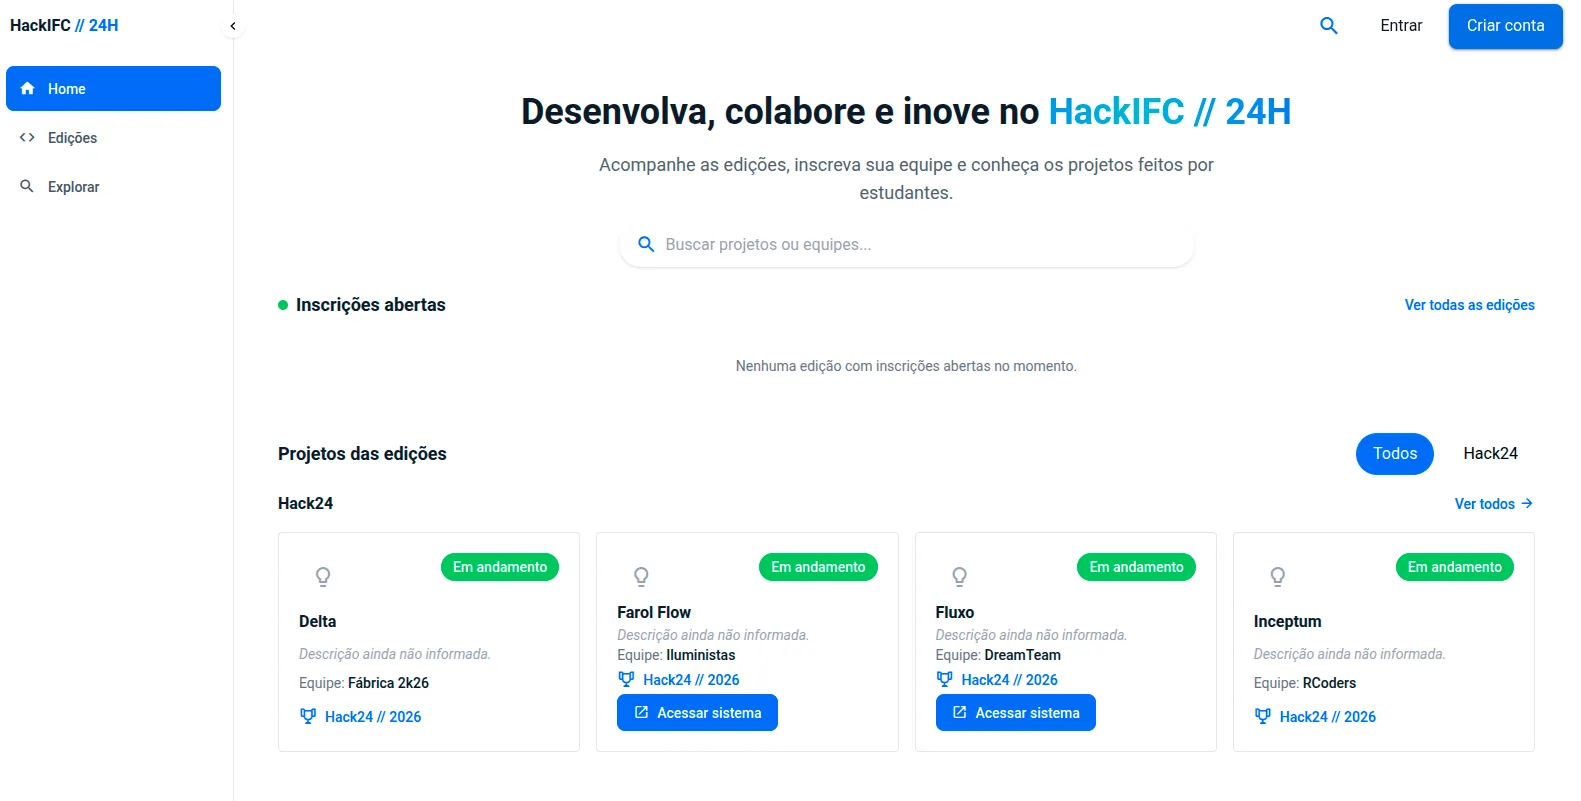 HackIFC // 24H
Entrar
Criar conta
Home
Edições
Explorar
Desenvolva, colabore e inove no HackIFC // 24H
Acompanhe as edições, inscreva sua equipe e conheça os projetos feitos por
estudantes.
Buscar projetos ou equipes...
Inscrições abertas
Ver todas as edições
Nenhuma edição com inscrições abertas no momento.
Projetos das edições
Todos
Hack24
Hack24
Ver todos
Em andamento
Delta
Descrição ainda não informada.
Equipe: Fábrica 2k26
Hack24 // 2026
Em andamento
Farol Flow
Descrição ainda não informada.
Equipe: Iluministas
Hack24 // 2026
Acessar sistema
Em andamento
Fluxo
Descrição ainda não informada.
Equipe: DreamTeam
Hack24 // 2026
Acessar sistema
Em andamento
Inceptum
Descrição ainda não informada.
Equipe: RCoders
Hack24 // 2026